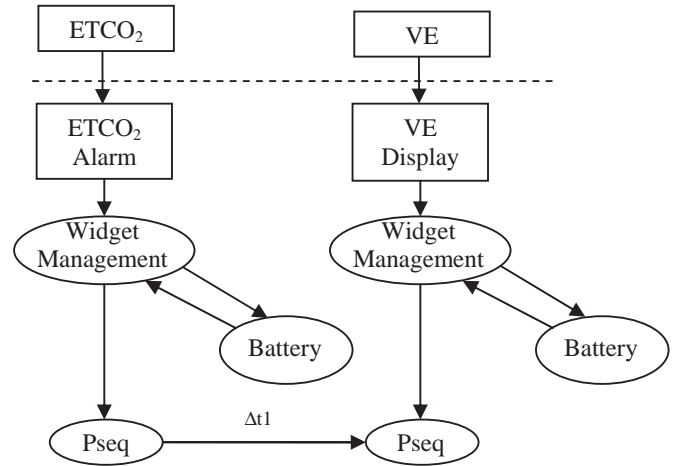 ETCO₂
VE
ETCO₂
Alarm
VE
Display
Widget
Management
Widget
Management
Battery
Battery
Δt1
Pseq
Pseq